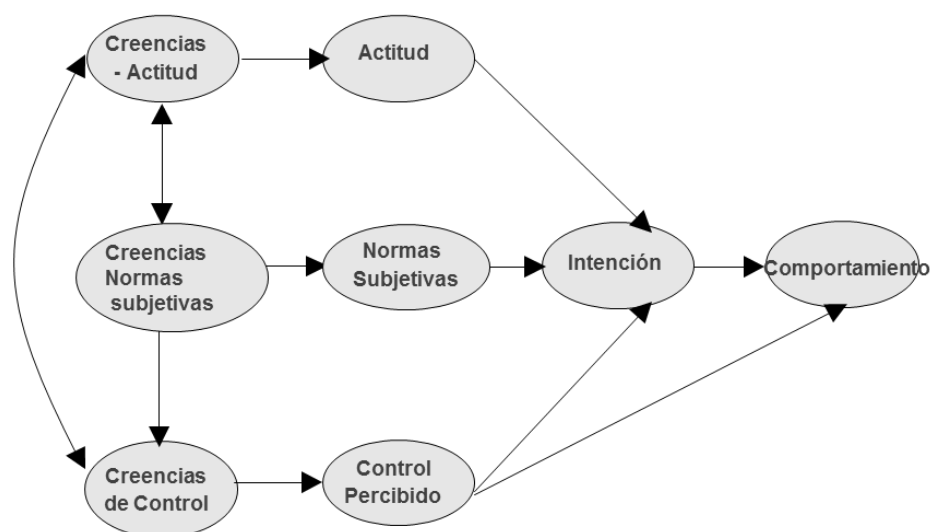 Creencias
- Actitud
Actitud
Creencias
Normas
subjetivas
Normas
Subjetivas
Intención
Comportamiento
Creencias
de Control
Control
Percibido